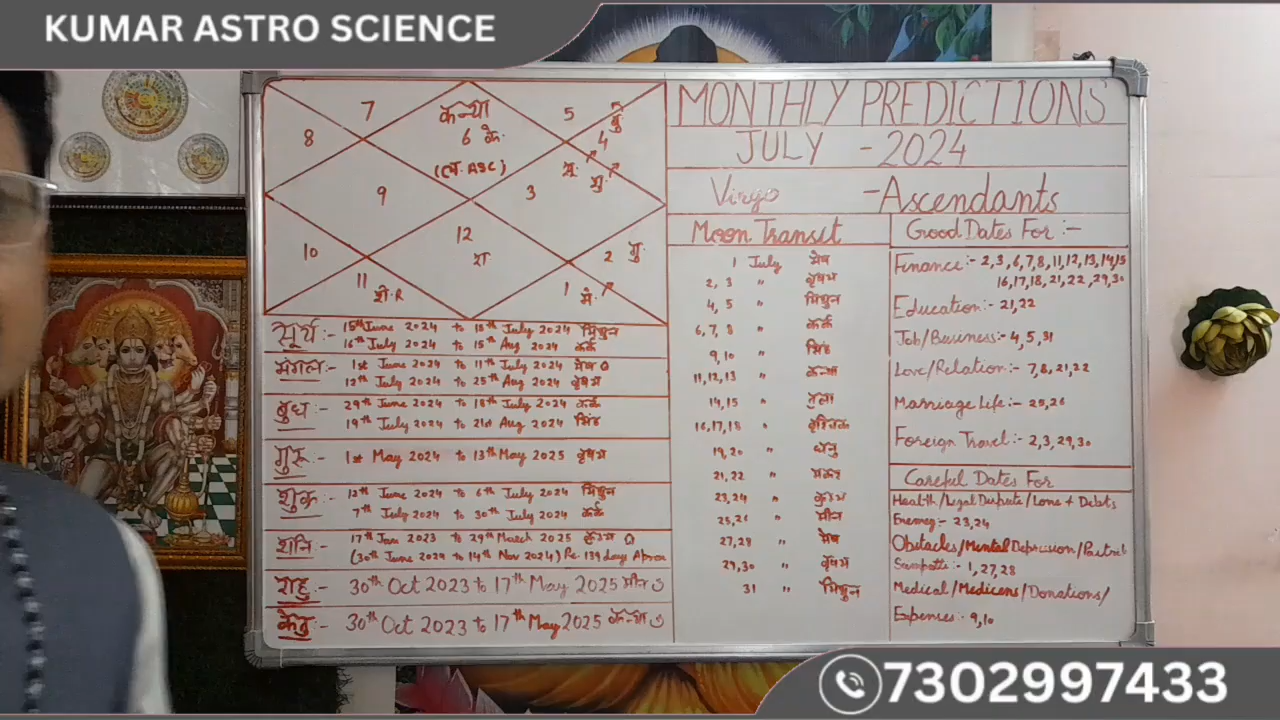 KUMAR ASTRO SCIENCE
7
कन्या
6 के.
(ल. ASC)
5
बु
4
सू.
शु.
8
9
3
10
12
रा
2 गु.
11
श. R
1 मं.
सूर्य:- 15th June 2024 to 15th July 2024 मिथुन
16th July 2024 to 15th Aug 2024 कर्क
मंगल:- 1st June 2024 to 11th July 2024 मेष
12th July 2024 to 25th Aug 2024 वृषभ
बुध:- 29th June 2024 to 18th July 2024 कर्क
19th July 2024 to 21st Aug 2024 सिंह
गुरु:- 1st May 2024 to 13th May 2025 वृषभ
शुक्र:- 12th June 2024 to 6th July 2024 मिथुन
7th July 2024 to 30th July 2024 कर्क
शनि:- 17th Jan 2023 to 29th March 2025 कुंभ
(30th June 2024 to 14th Nov 2024) Re 139 days Aprox
राहु:- 30th Oct 2023 to 17th May 2025 मीन
केतु:- 30th Oct 2023 to 17th May 2025 कन्या
MONTHLY PREDICTIONS
JULY - 2024
Virgo - Ascendants
Moon Transit
1 July मेष
2, 3 " वृषभ
4, 5 " मिथुन
6, 7, 8 " कर्क
9, 10 " सिंह
11, 12, 13 " कन्या
14, 15 " तुला
16, 17, 18 " वृश्चिक
19, 20 " धनु
21, 22 " मकर
23, 24 " कुंभ
25, 26 " मीन
27, 28 " मेष
29, 30 " वृषभ
31 " मिथुन
Good Dates For :-
Finance:- 2, 3, 6, 7, 8, 11, 12, 13, 14, 15
16, 17, 18, 21, 22, 29, 30
Education:- 21, 22
Job/Business:- 4, 5, 31
Love/Relation:- 7, 8, 21, 22
Marriage Life:- 25, 26
Foreign Travel:- 2, 3, 29, 30
Careful Dates For
Health/Legal Disputs/Lone + Debts
Enemey:- 23, 24
Obstacles/Mental Depression/
Sampatti:- 1, 27, 28
Medical/Medicens/Donations/
Expenses:- 9, 10
7302997433